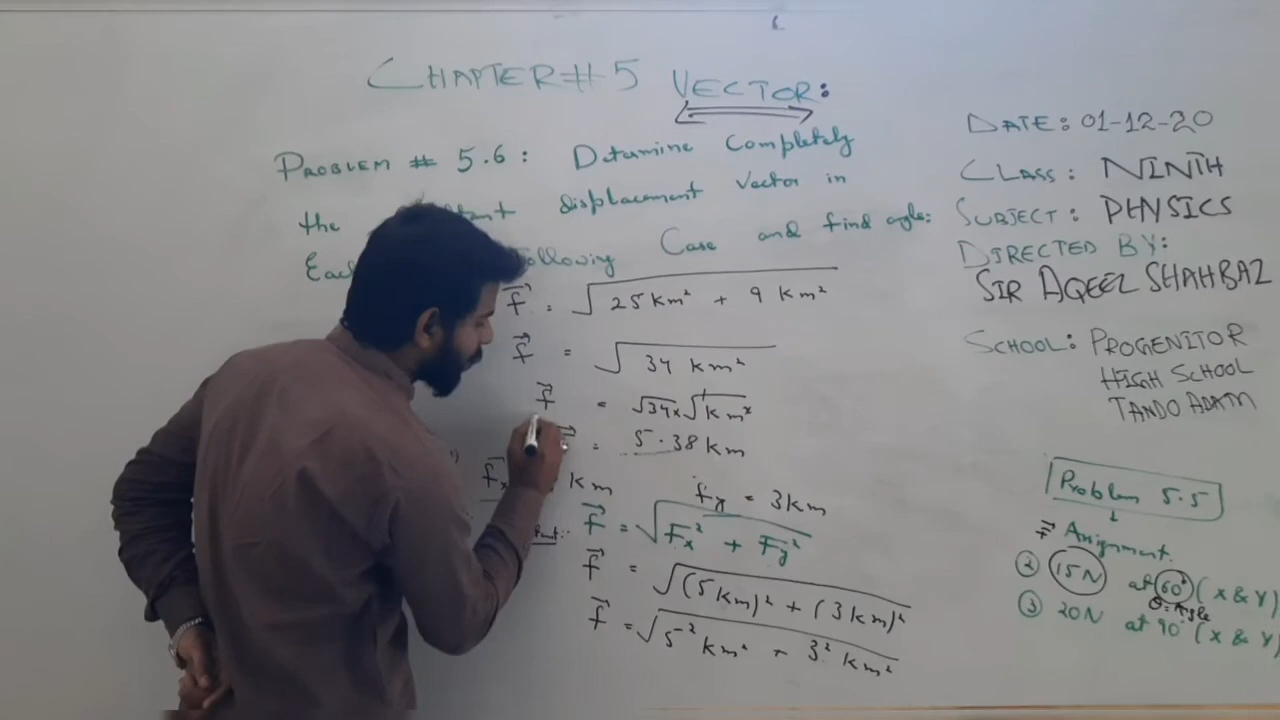 CHAPTER # 5 VECTOR:
PROBLEM # 5.6: Determine Completely
the displacement Vector in
Following Case and find angle:
F⃗ = √25 km² + 9 km²
F⃗ = √34 km²
F⃗ = √34 × √km²
= 5.38 km
F⃗x km Fy = 3 km
Part:- F⃗ = √Fx² + Fy²
F⃗ = √(5 km)² + (3 km)²
F⃗ = √5² km² + 3² km²
DATE: 01-12-20
CLASS: NINTH
SUBJECT: PHYSICS
DIRECTED BY:
SIR AQEEL SHAHBAZ
SCHOOL: PROGENITOR
HIGH SCHOOL
TANDO ADAM
Problem 5.5
Assignment.
② 15N at 60° (X & Y)
θ = Angle
③ 20N at 90° (X & Y)